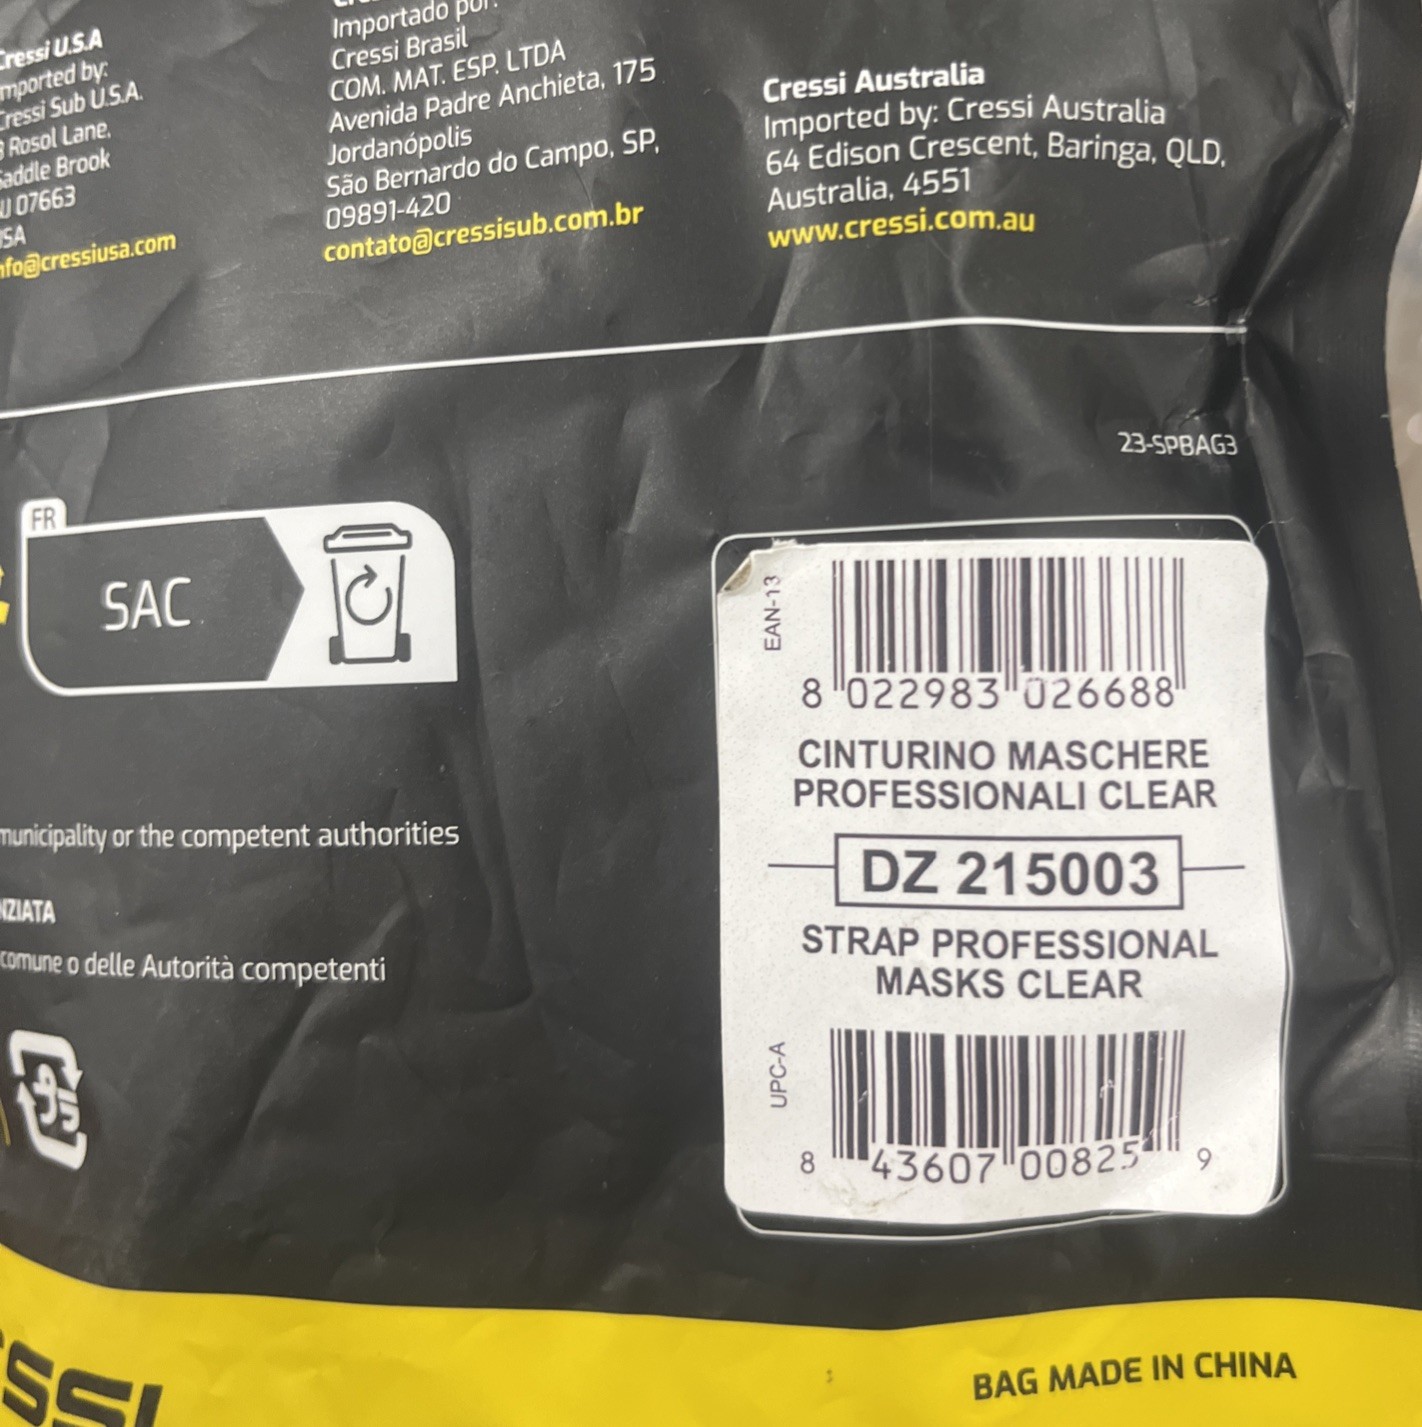 Cressi U.S.A
Imported by:
Cressi Sub U.S.A.
Rosol Lane,
Saddle Brook
NJ 07663
USA
info@cressiusa.com
Importado por:
Cressi Brasil
COM. MAT. ESP. LTDA
Avenida Padre Anchieta, 175
Jordanópolis
São Bernardo do Campo, SP,
09891-420
contato@cressisub.com.br
Cressi Australia
Imported by: Cressi Australia
64 Edison Crescent, Baringa, QLD,
Australia, 4551
www.cressi.com.au
23-SPBAG3
FR
SAC
municipality or the competent authorities
comune o delle Autorità competenti
EAN-13
8 022983 026688
CINTURINO MASCHERE
PROFESSIONALI CLEAR
DZ 215003
STRAP PROFESSIONAL
MASKS CLEAR
UPC-A
8 43607 00825 9
BAG MADE IN CHINA